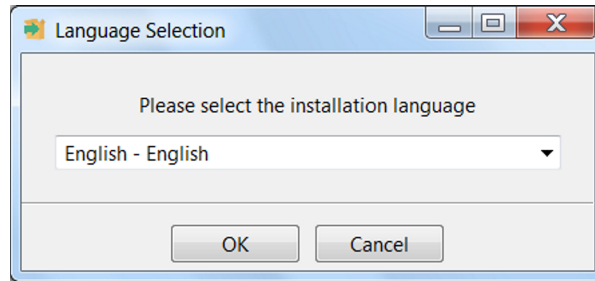 Language Selection
Please select the installation language
English - English
OK
Cancel